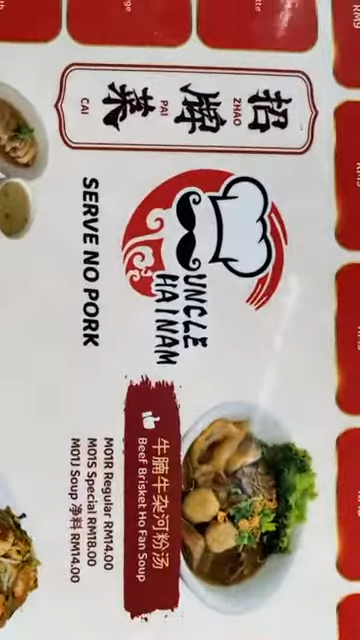 招牌菜
ZHAO PAI CAI
UNCLE
HAINAM
SERVE NO PORK
牛腩牛杂河粉汤
Beef Brisket Ho Fan Soup
M01R Regular RM14.00
M01S Special RM18.00
M01J Soup 净料 RM14.00